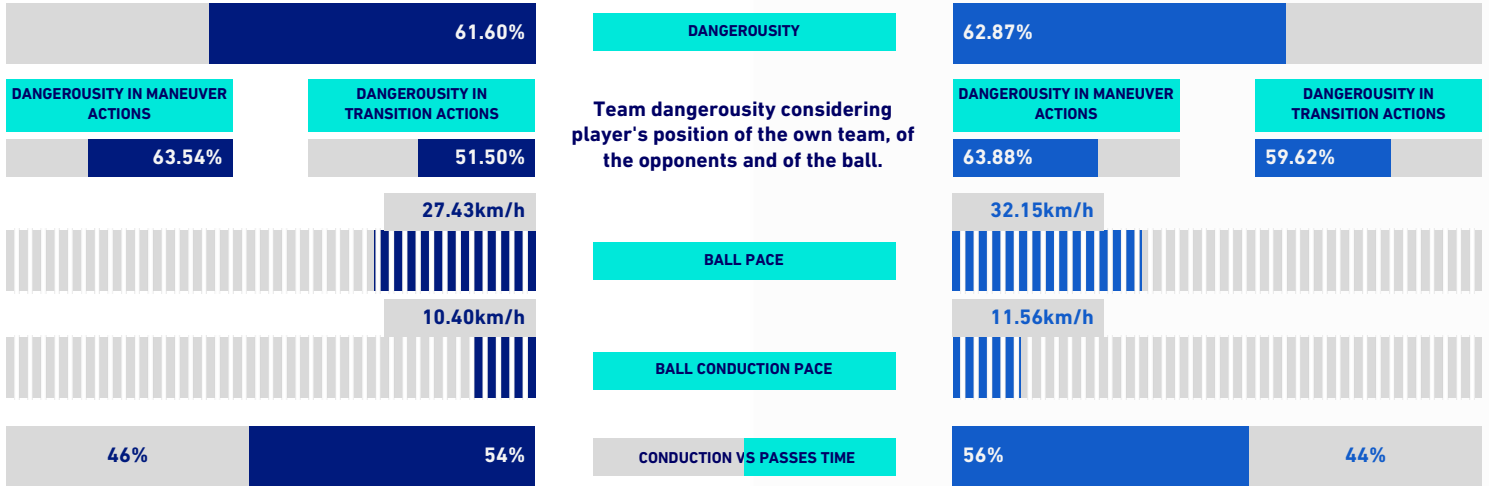 61.60%
DANGEROUSITY
62.87%
DANGEROUSITY IN MANEUVER
ACTIONS
DANGEROUSITY IN
TRANSITION ACTIONS
63.54%
51.50%
Team dangerousity considering
player's position of the own team, of
the opponents and of the ball.
DANGEROUSITY IN MANEUVER
ACTIONS
DANGEROUSITY IN
TRANSITION ACTIONS
63.88%
59.62%
27.43km/h
BALL PACE
32.15km/h
10.40km/h
BALL CONDUCTION PACE
11.56km/h
46%
54%
CONDUCTION VS PASSES TIME
56%
44%